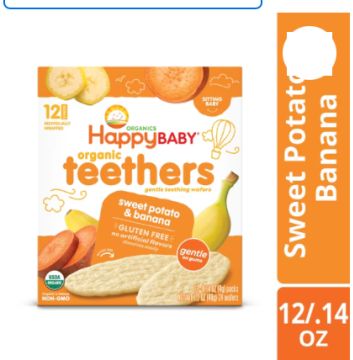 12
ORGANICS
HappyBABY
SITTING
BABY
organic
teethers
gentle teething wafers
sweet potato
& banana
GLUTEN FREE
no artificial flavors
gentle
on gums
USDA
ORGANIC
NON-GMO
Sweet Potato
Banana
12/.14
OZ